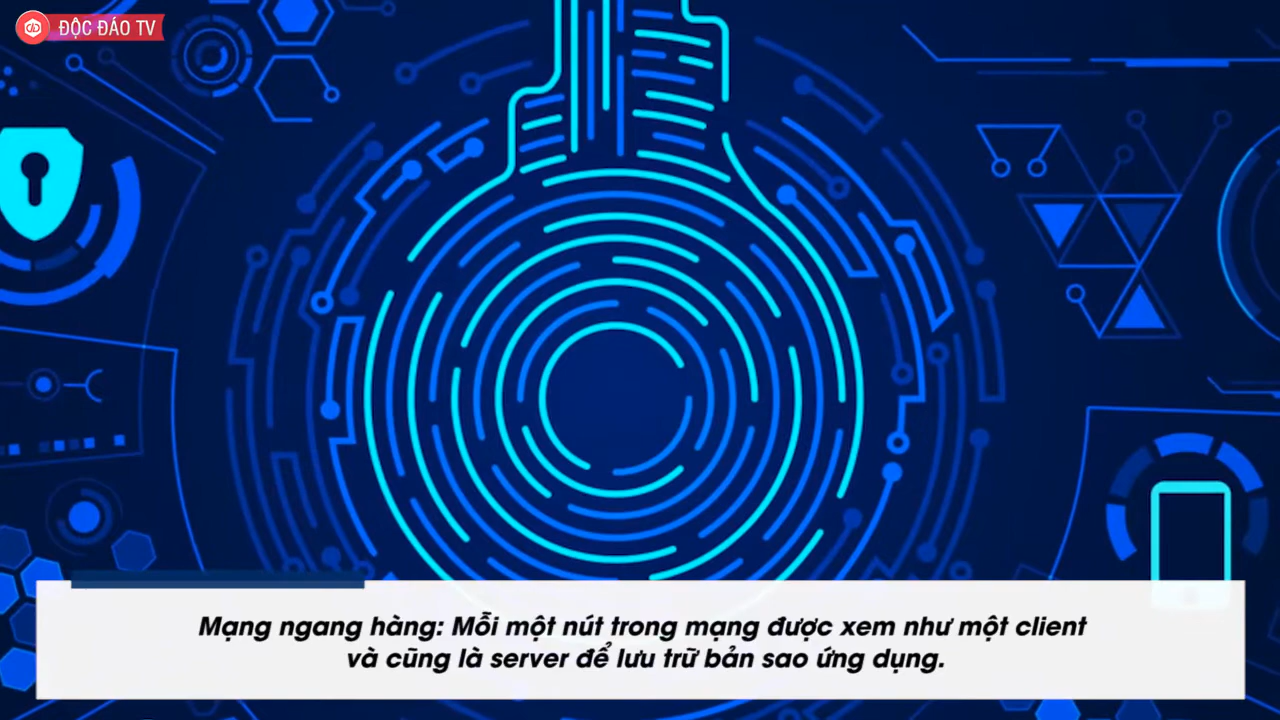 ĐỘC ĐÁO TV
Mạng ngang hàng: Mỗi một nút trong mạng được xem như một client
và cũng là server để lưu trữ bản sao ứng dụng.